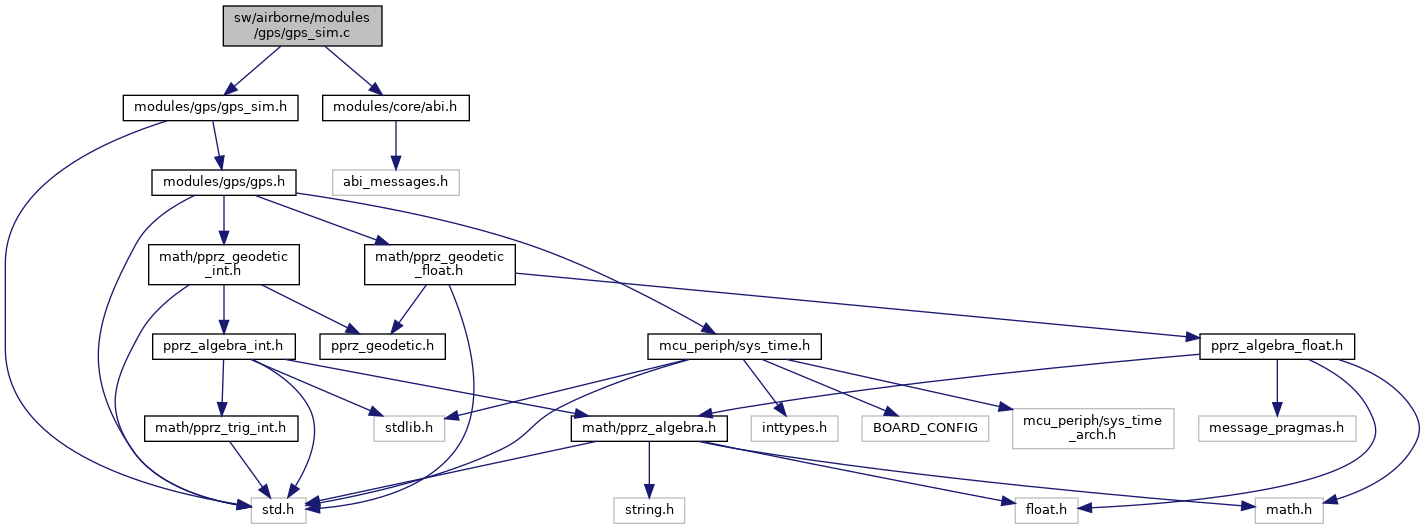 sw/airborne/modules
/gps/gps_sim.c
modules/gps/gps_sim.h
modules/core/abi.h
modules/gps/gps.h
abi_messages.h
math/pprz_geodetic
_int.h
math/pprz_geodetic
_float.h
pprz_algebra_int.h
pprz_geodetic.h
mcu_periph/sys_time.h
pprz_algebra_float.h
math/pprz_trig_int.h
stdlib.h
math/pprz_algebra.h
inttypes.h
BOARD_CONFIG
mcu_periph/sys_time
_arch.h
message_pragmas.h
std.h
string.h
float.h
math.h